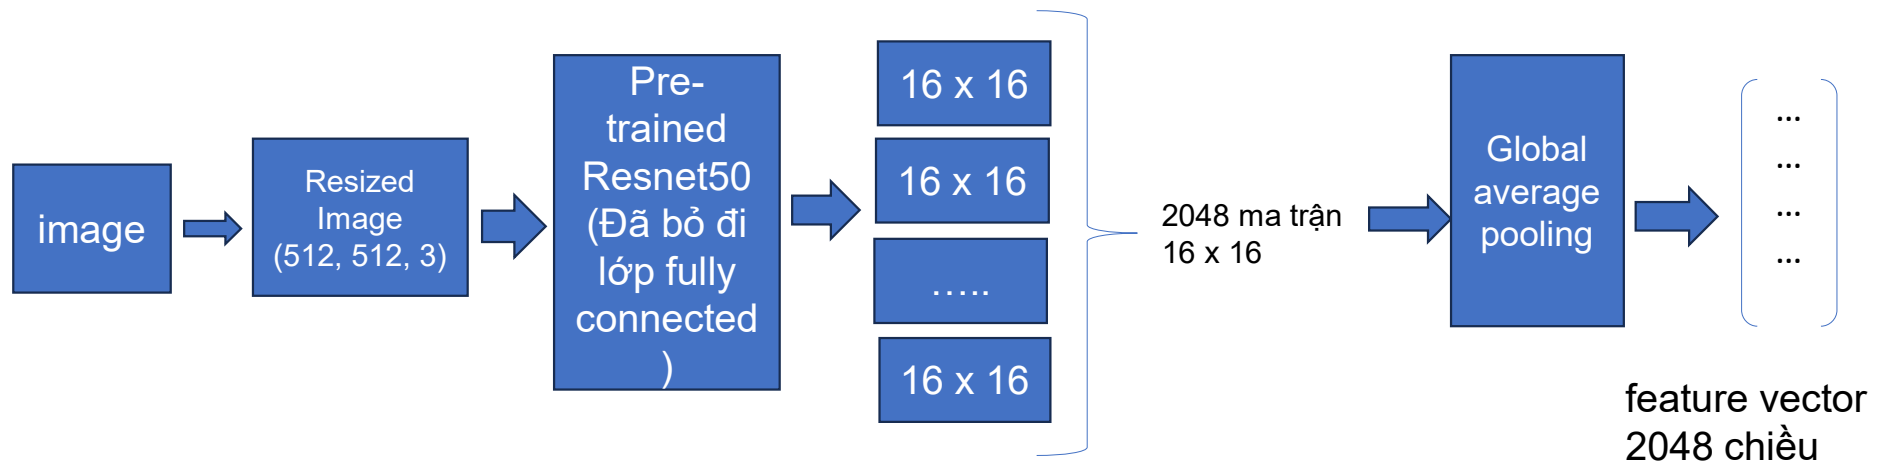 image
Resized
Image
(512, 512, 3)
Pre-
trained
Resnet50
(Đã bỏ đi
lớp fully
connected
)
16 x 16
16 x 16
…..
16 x 16
2048 ma trận
16 x 16
Global
average
pooling
...
...
...
...
feature vector
2048 chiều